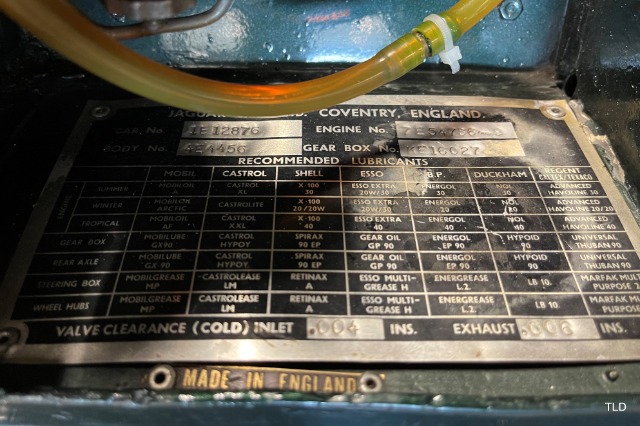 JAGUAR COVENTRY, ENGLAND.
CAR, No. 1E12876 ENGINE No.
BODY No. 4E4456 GEAR BOX No.
RECOMMENDED LUBRICANTS
MOBIL CASTROL SHELL ESSO B.P. DUCKHAM REGENT CALTEX/TEXACO
SUMMER MOBILOIL A CASTROL XL X-100 30 ESSO EXTRA 20W/30 ENERGOL 30 NOL 30 ADVANCED HAVOLINE 30
WINTER MOBILOIL ARCTIC CASTROLITE X-100 20/20W ESSO EXTRA 20W/30 ENERGOL 20 NOL ADVANCED HAVOLINE 20/20
TROPICAL MOBILOIL AF CASTROL XXL X-100 40 ESSO EXTRA 40 ENERGOL 40 NOL 40 ADVANCED HAVOLINE 40
GEAR BOX MOBILUBE GX90 CASTROL HYPOY SPIRAX 90 EP GEAR OIL GP 90 ENERGOL EP 90 HYPOID 90 UNIVERSAL THUBAN 90
REAR AXLE MOBILUBE GX 90 CASTROL HYPOY SPIRAX 90 EP GEAR OIL GP 90 ENERGOL EP 90 HYPOID 90 UNIVERSAL THUBAN 90
STEERING BOX MOBILGREASE MP CASTROLEASE LM RETINAX A ESSO MULTI-GREASE H ENERGREASE L.2. LB 10. MARFAK MULTI PURPOSE 2
WHEEL HUBS MOBILGREASE MP CASTROLEASE LM RETINAX A ESSO MULTI-GREASE H ENERGREASE L.2. LB 10. MARFAK PURPOSE
VALVE CLEARANCE (COLD) INLET .004 INS. EXHAUST .006 INS.
MADE IN ENGLAND
TLD